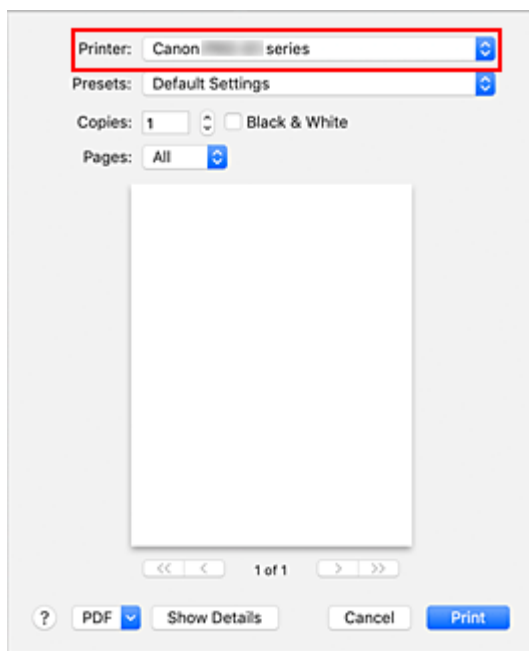 Printer: Canon series
Presets: Default Settings
Copies: 1 Black & White
Pages: All
<< < 1 of 1 > >>
? PDF Show Details Cancel Print